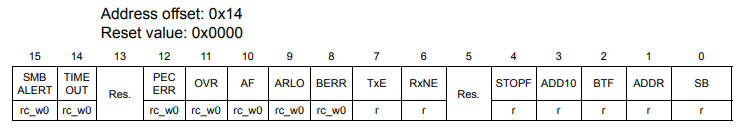 Address offset: 0x14
Reset value: 0x0000
15 14 13 12 11 10 9 8 7 6 5 4 3 2 1 0
SMB ALERT TIME OUT Res. PEC ERR OVR AF ARLO BERR TxE RxNE Res. STOPF ADD10 BTF ADDR SB
rc_w0 rc_w0 rc_w0 rc_w0 rc_w0 rc_w0 rc_w0 r r r r r r r